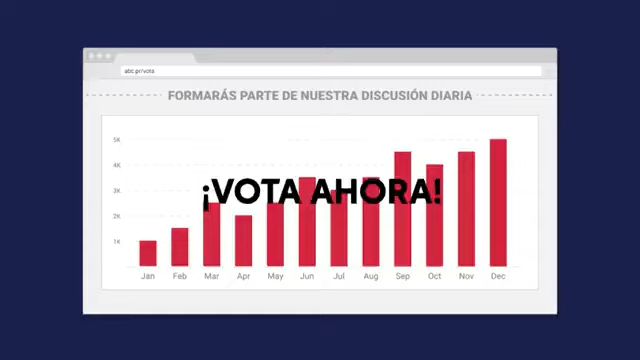 abc.pr/vota
FORMARÁS PARTE DE NUESTRA DISCUSIÓN DIARIA
5K
4K
¡VOTA AHORA!
3K
2K
1K
Jan Feb Mar Apr May Jun Jul Aug Sep Oct Nov Dec